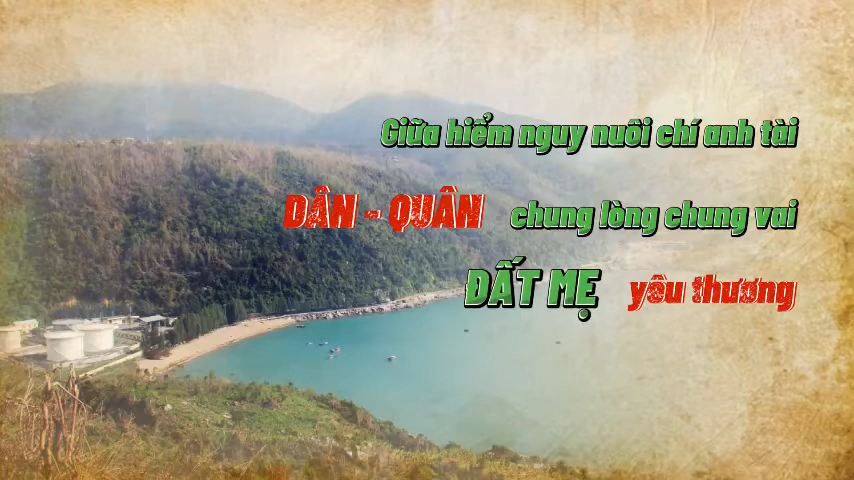 Giữa hiểm nguy nuôi chí anh tài
DÂN - QUÂN chung lòng chung vai
ĐẤT MẸ yêu thương